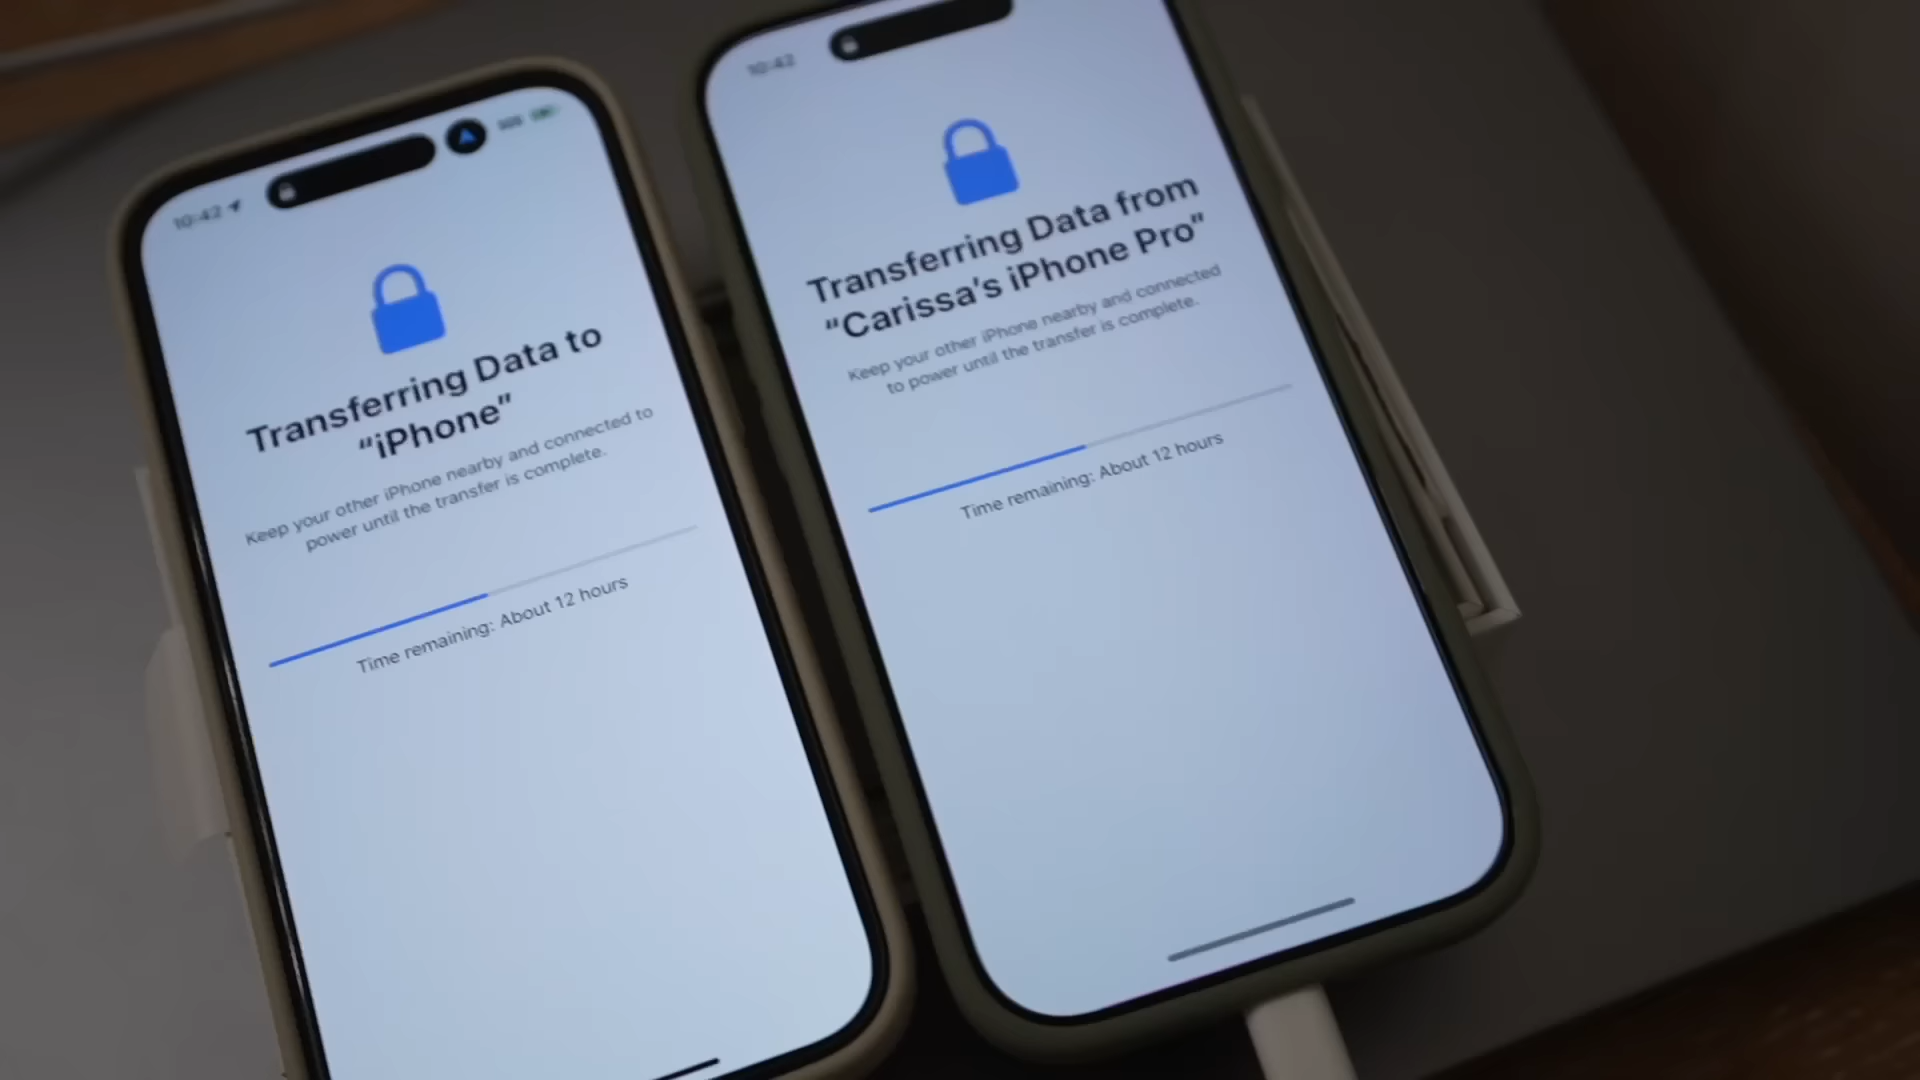 10:42
Transferring Data to
“iPhone”
Keep your other iPhone nearby and connected to
power until the transfer is complete.
Time remaining: About 12 hours
10:42
Transferring Data from
“Carissa’s iPhone Pro”
Keep your other iPhone nearby and connected
to power until the transfer is complete.
Time remaining: About 12 hours